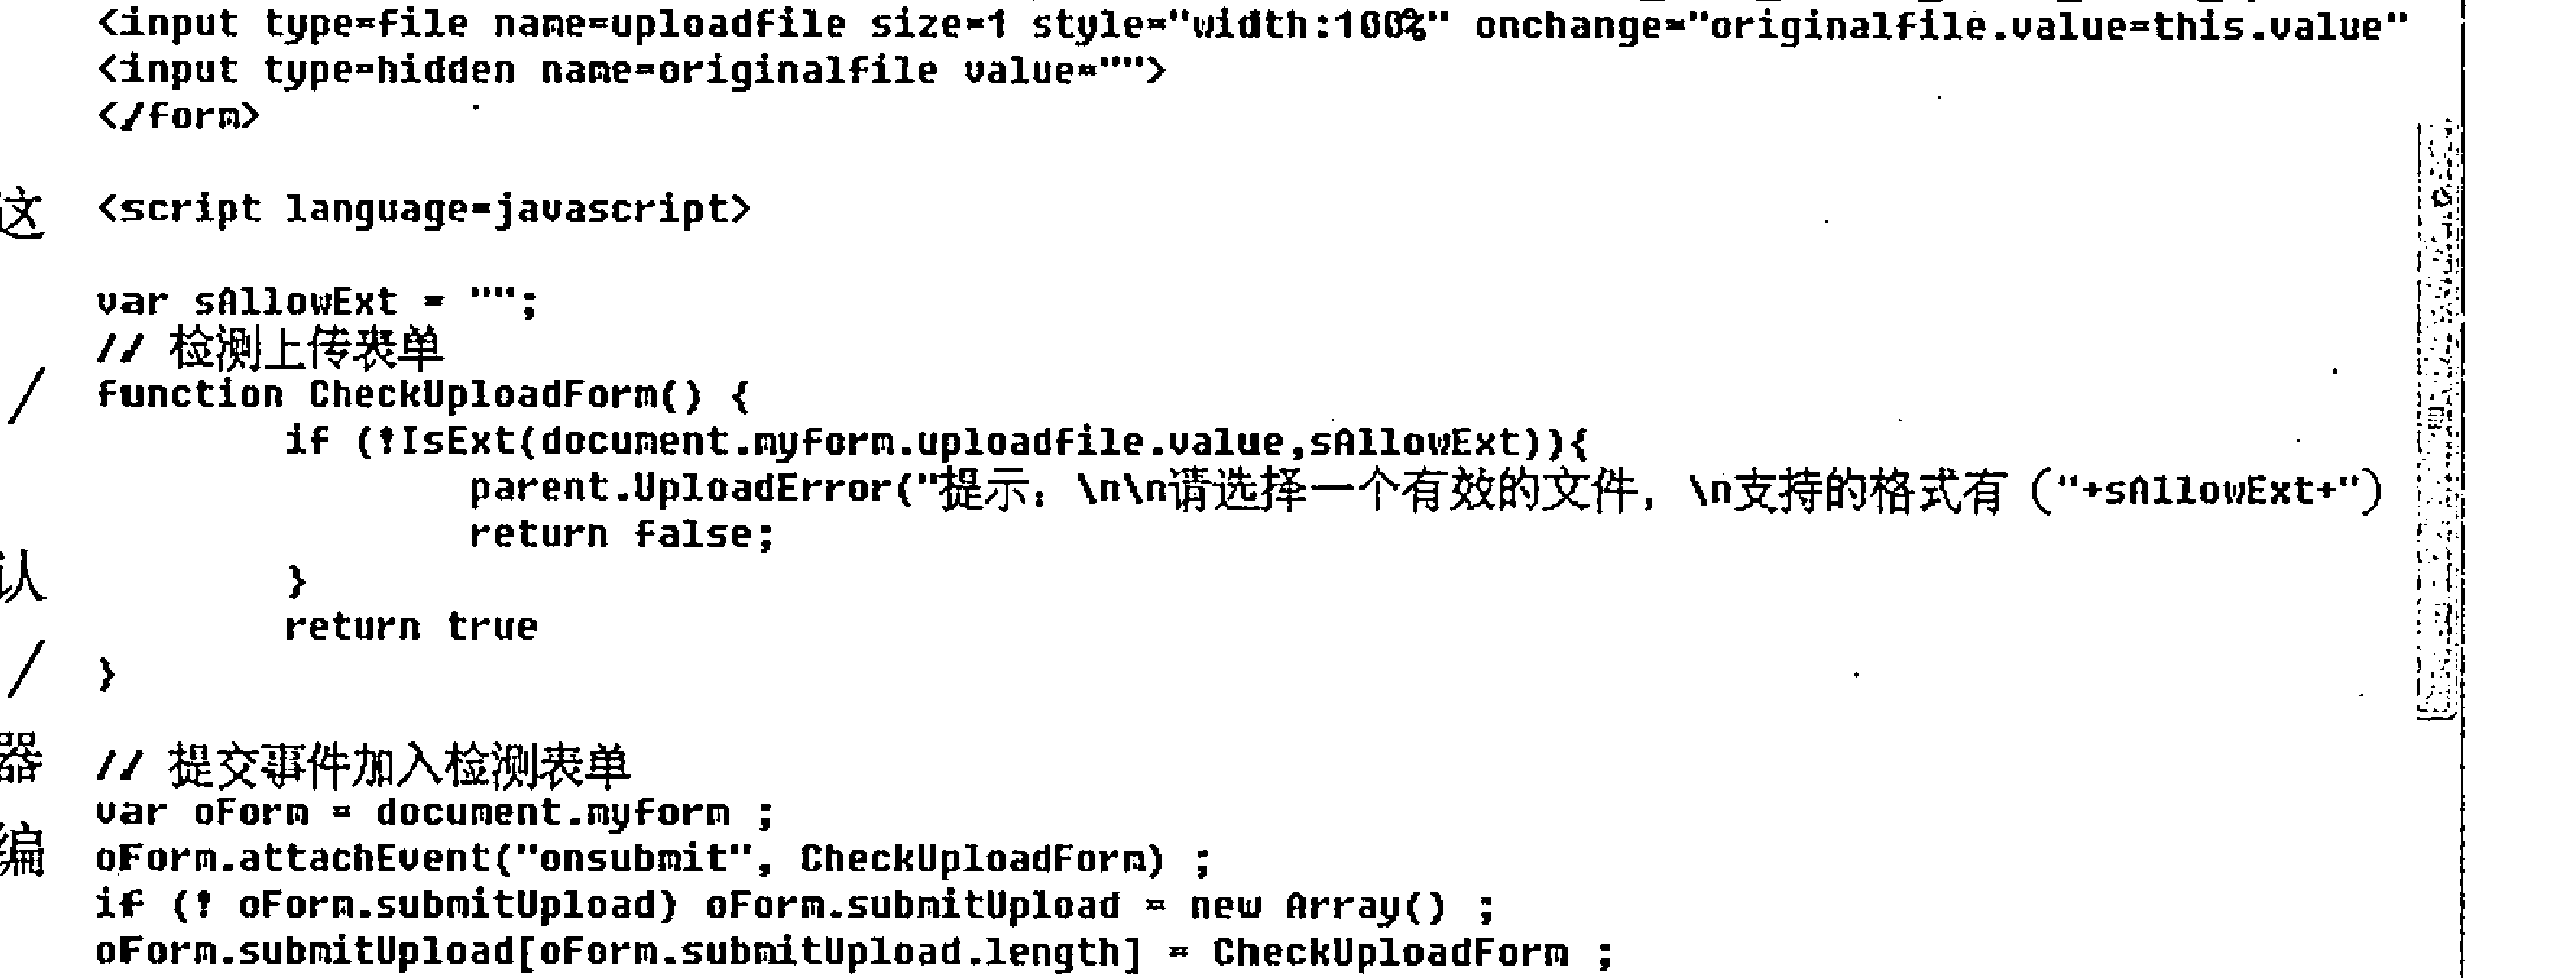 <input type=file name=uploadfile size=1 style="width:100%" onchange="originalfile.value=this.value"
<input type=hidden name=originalfile value="">
</form>
这
<script language=javascript>
var sAllowExt = "";
// 检测上传表单
/
function CheckUploadForm() {
if (!IsExt(document.myform.uploadfile.value,sAllowExt)){
parent.UploadError("提示：\n\n请选择一个有效的文件，\n支持的格式有（"+sAllowExt+"）
return false;
认
}
return true
/
}
器
// 提交事件加入检测表单
var oForm = document.myform ;
编
oForm.attachEvent("onsubmit", CheckUploadForm) ;
if (! oForm.submitUpload) oForm.submitUpload = new Array() ;
oForm.submitUpload[oForm.submitUpload.length] = CheckUploadForm ;